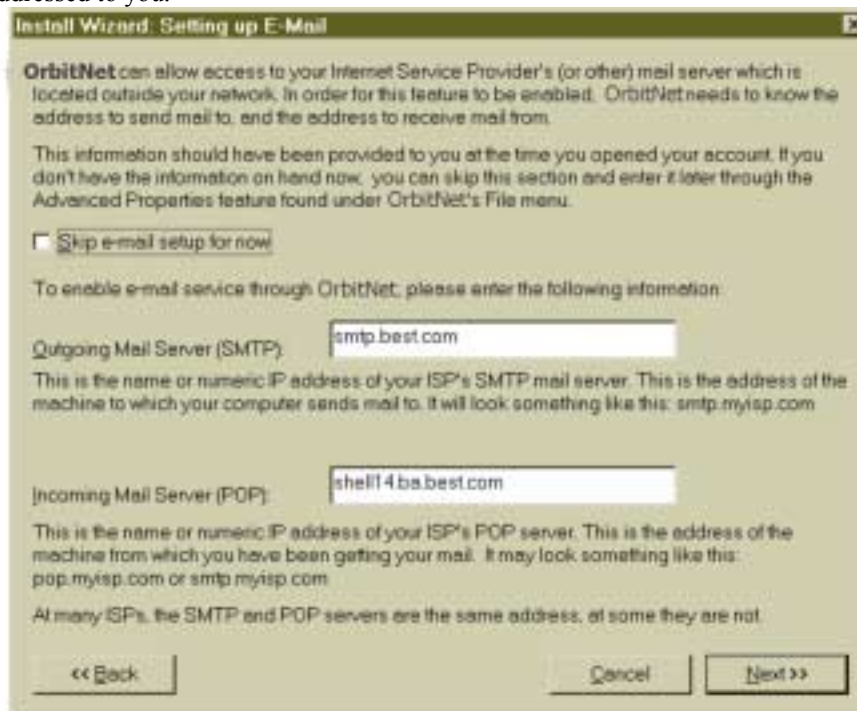 addressed to you.
Install Wizard: Setting up E-Mail
OrbitNet can allow access to your Internet Service Provider's (or other) mail server which is
located outside your network. In order for this feature to be enabled, OrbitNet needs to know the
address to send mail to, and the address to receive mail from.
This information should have been provided to you at the time you opened your account. If you
don't have the information on hand now, you can skip this section and enter it later through the
Advanced Properties feature found under OrbitNet's File menu.
Skip e-mail setup for now
To enable e-mail service through OrbitNet, please enter the following information:
Outgoing Mail Server (SMTP):
smtp.best.com
This is the name or numeric IP address of your ISP's SMTP mail server. This is the address of the
machine to which your computer sends mail to. It will look something like this: smtp.myisp.com
Incoming Mail Server (POP):
shell14.ba.best.com
This is the name or numeric IP address of your ISP's POP server. This is the address of the
machine from which you have been getting your mail. It may look something like this:
pop.myisp.com or smtp.myisp.com
At many ISPs, the SMTP and POP servers are the same address, at some they are not.
<< Back
Cancel
Next >>